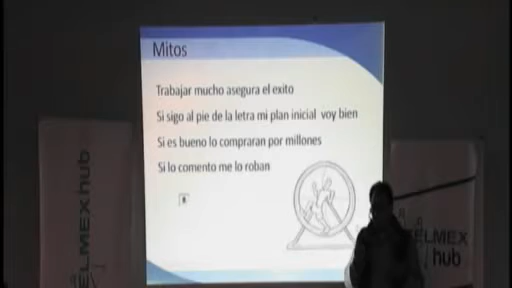 Mitos
Trabajar mucho asegura el exito
Si sigo al pie de la letra mi plan inicial voy bien
Si es bueno lo compraran por millones
Si lo comento me lo roban
ELMEX hub
ELMEX
hub